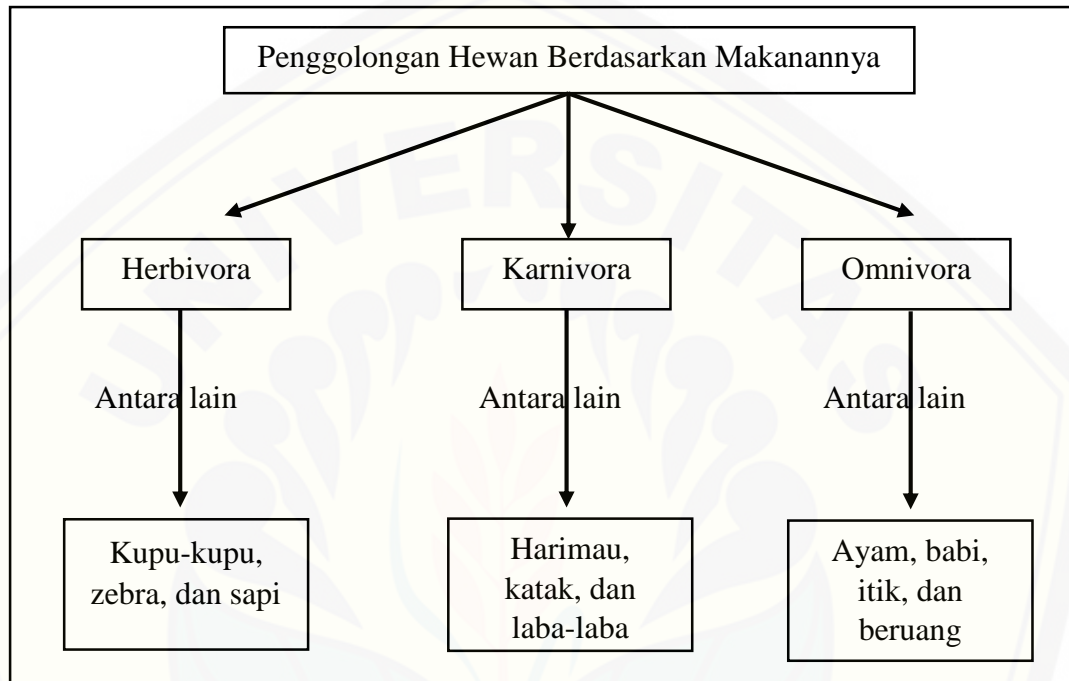 Penggolongan Hewan Berdasarkan Makanannya
Herbivora
Karnivora
Omnivora
Antara lain
Antara lain
Antara lain
Kupu-kupu,
zebra, dan sapi
Harimau,
katak, dan
laba-laba
Ayam, babi,
itik, dan
beruang
UNIVERSITAS